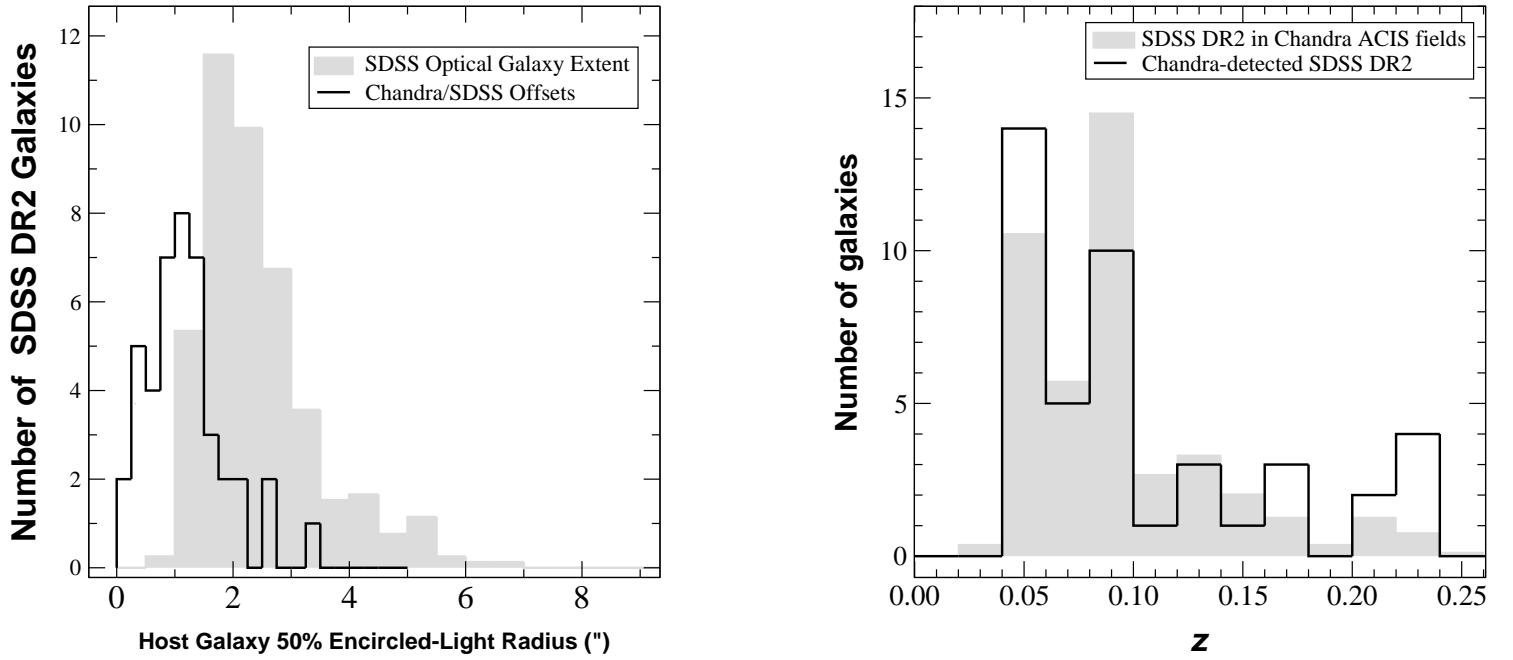 Number of SDSS DR2 Galaxies
12
10
8
6
4
2
0
SDSS Optical Galaxy Extent
Chandra/SDSS Offsets
0 2 4 6 8
Host Galaxy 50% Encircled-Light Radius (")
Number of galaxies
15
10
5
0
SDSS DR2 in Chandra ACIS fields
Chandra-detected SDSS DR2
0.00 0.05 0.10 0.15 0.20 0.25
z